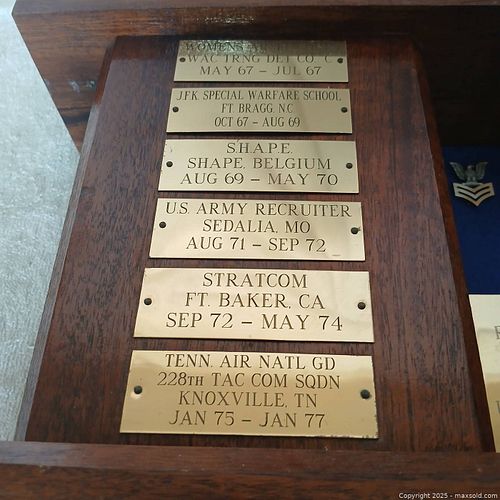 WOMENS
WAC TRNG DET CO. C
MAY 67 – JUL 67
J.F.K. SPECIAL WARFARE SCHOOL
FT. BRAGG, N.C.
OCT 67 – AUG 69
S.H.A.P.E.
SHAPE, BELGIUM
AUG 69 – MAY 70
U.S. ARMY RECRUITER
SEDALIA, MO
AUG 71 – SEP 72
STRATCOM
FT. BAKER, CA
SEP 72 – MAY 74
TENN. AIR NATL GD
228TH TAC COM SQDN
KNOXVILLE, TN
JAN 75 – JAN 77
Copyright © 2025 - maxsold.com